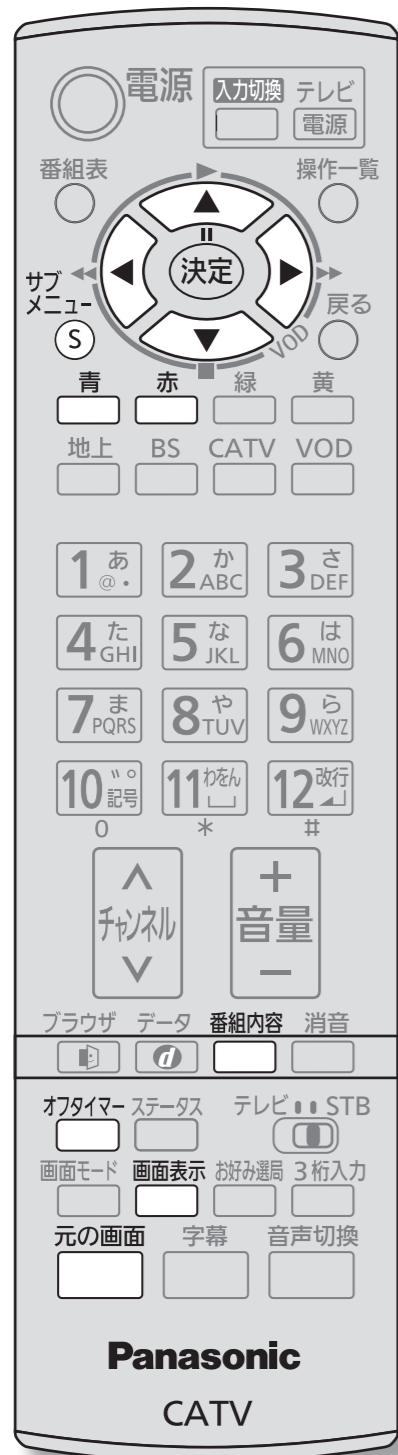 電源 入力切換 テレビ
電源
番組表 操作一覧
決定
サブ
メニュー
S
戻る
VOD
青 赤 緑 黄
地上 BS CATV VOD
1 あ @. 2 か ABC 3 さ DEF
4 た GHI 5 な JKL 6 は MNO
7 ま PQRS 8 や TUV 9 ら WXYZ
10 ゛゜ 記号 11 わをん 12 改行
0 * #
チャンネル + 音量 -
ブラウザ データ 番組内容 消音
d
オフタイマー ステータス テレビ STB
画面モード 画面表示 お好み選局 3桁入力
元の画面 字幕 音声切換
Panasonic
CATV